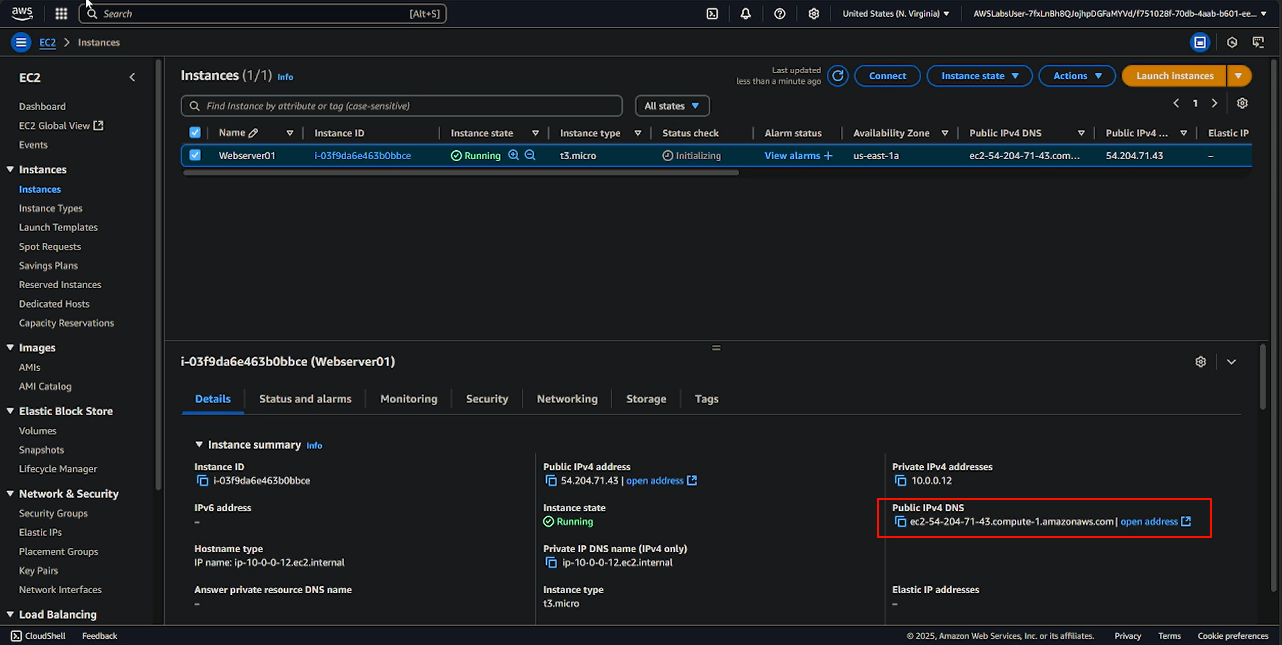 aws
Search [Alt+S]
United States (N. Virginia)
AWSLabsUser-7fxLnBh8QJojhpDGFaMYVd/f751028f-70db-4aab-b601-ee...
EC2 > Instances
EC2
Dashboard
EC2 Global View
Events
Instances
Instances
Instance Types
Launch Templates
Spot Requests
Savings Plans
Reserved Instances
Dedicated Hosts
Capacity Reservations
Images
AMIs
AMI Catalog
Elastic Block Store
Volumes
Snapshots
Lifecycle Manager
Network & Security
Security Groups
Elastic IPs
Placement Groups
Key Pairs
Network Interfaces
Load Balancing
Instances (1/1) Info
Last updated
less than a minute ago
Connect
Instance state
Actions
Launch instances
Find Instance by attribute or tag (case-sensitive)
All states
1
Name Instance ID Instance state Instance type Status check Alarm status Availability Zone Public IPv4 DNS Public IPv4 ... Elastic IP
Webserver01 i-03f9da6e463b0bbce Running t3.micro Initializing View alarms + us-east-1a ec2-54-204-71-43.com... 54.204.71.43 –
i-03f9da6e463b0bbce (Webserver01)
Details Status and alarms Monitoring Security Networking Storage Tags
Instance summary Info
Instance ID
i-03f9da6e463b0bbce
Public IPv4 address
54.204.71.43 | open address
Private IPv4 addresses
10.0.0.12
IPv6 address
–
Instance state
Running
Public IPv4 DNS
ec2-54-204-71-43.compute-1.amazonaws.com | open address
Hostname type
IP name: ip-10-0-0-12.ec2.internal
Private IP DNS name (IPv4 only)
ip-10-0-0-12.ec2.internal
Answer private resource DNS name
–
Instance type
t3.micro
Elastic IP addresses
–
CloudShell Feedback
© 2025, Amazon Web Services, Inc. or its affiliates. Privacy Terms Cookie preferences